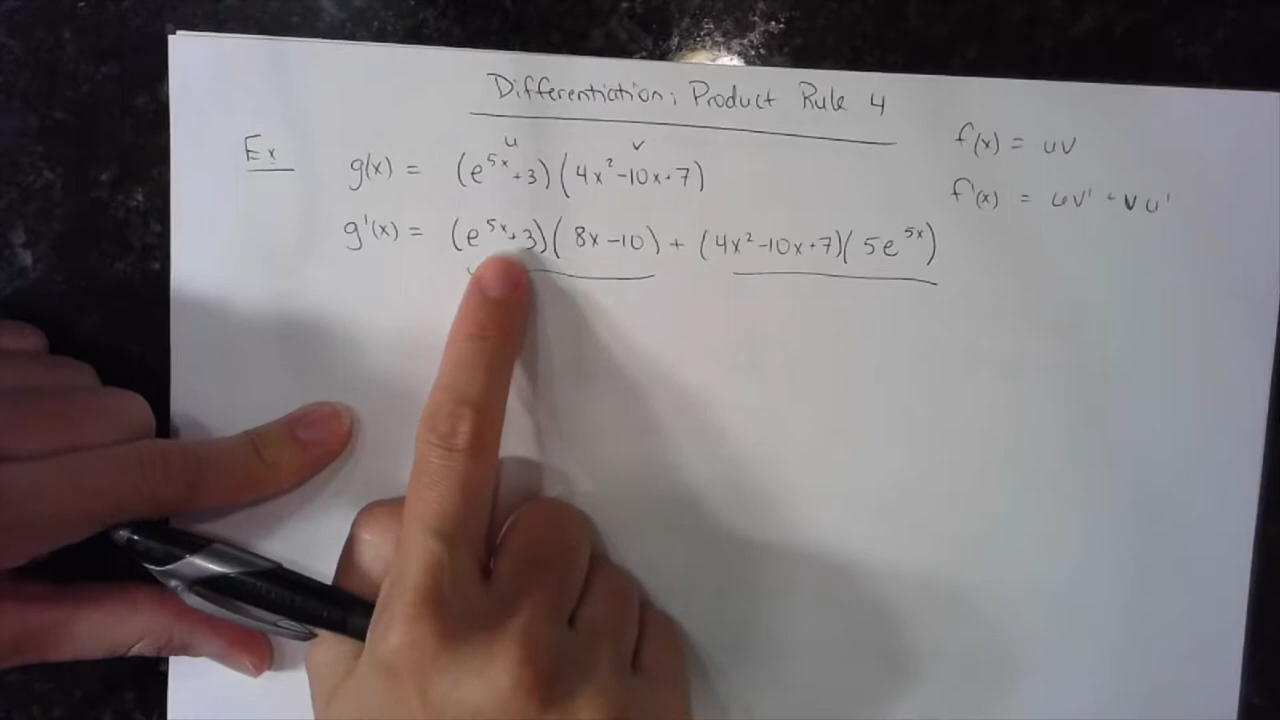 Differentiation: Product Rule 4
Ex
u v
g(x) = (e^{5x}+3)(4x²-10x+7)
g'(x) = (e^{5x}+3)(8x-10) + (4x²-10x+7)(5e^{5x})
f(x) = uv
f'(x) = uv' + vu'